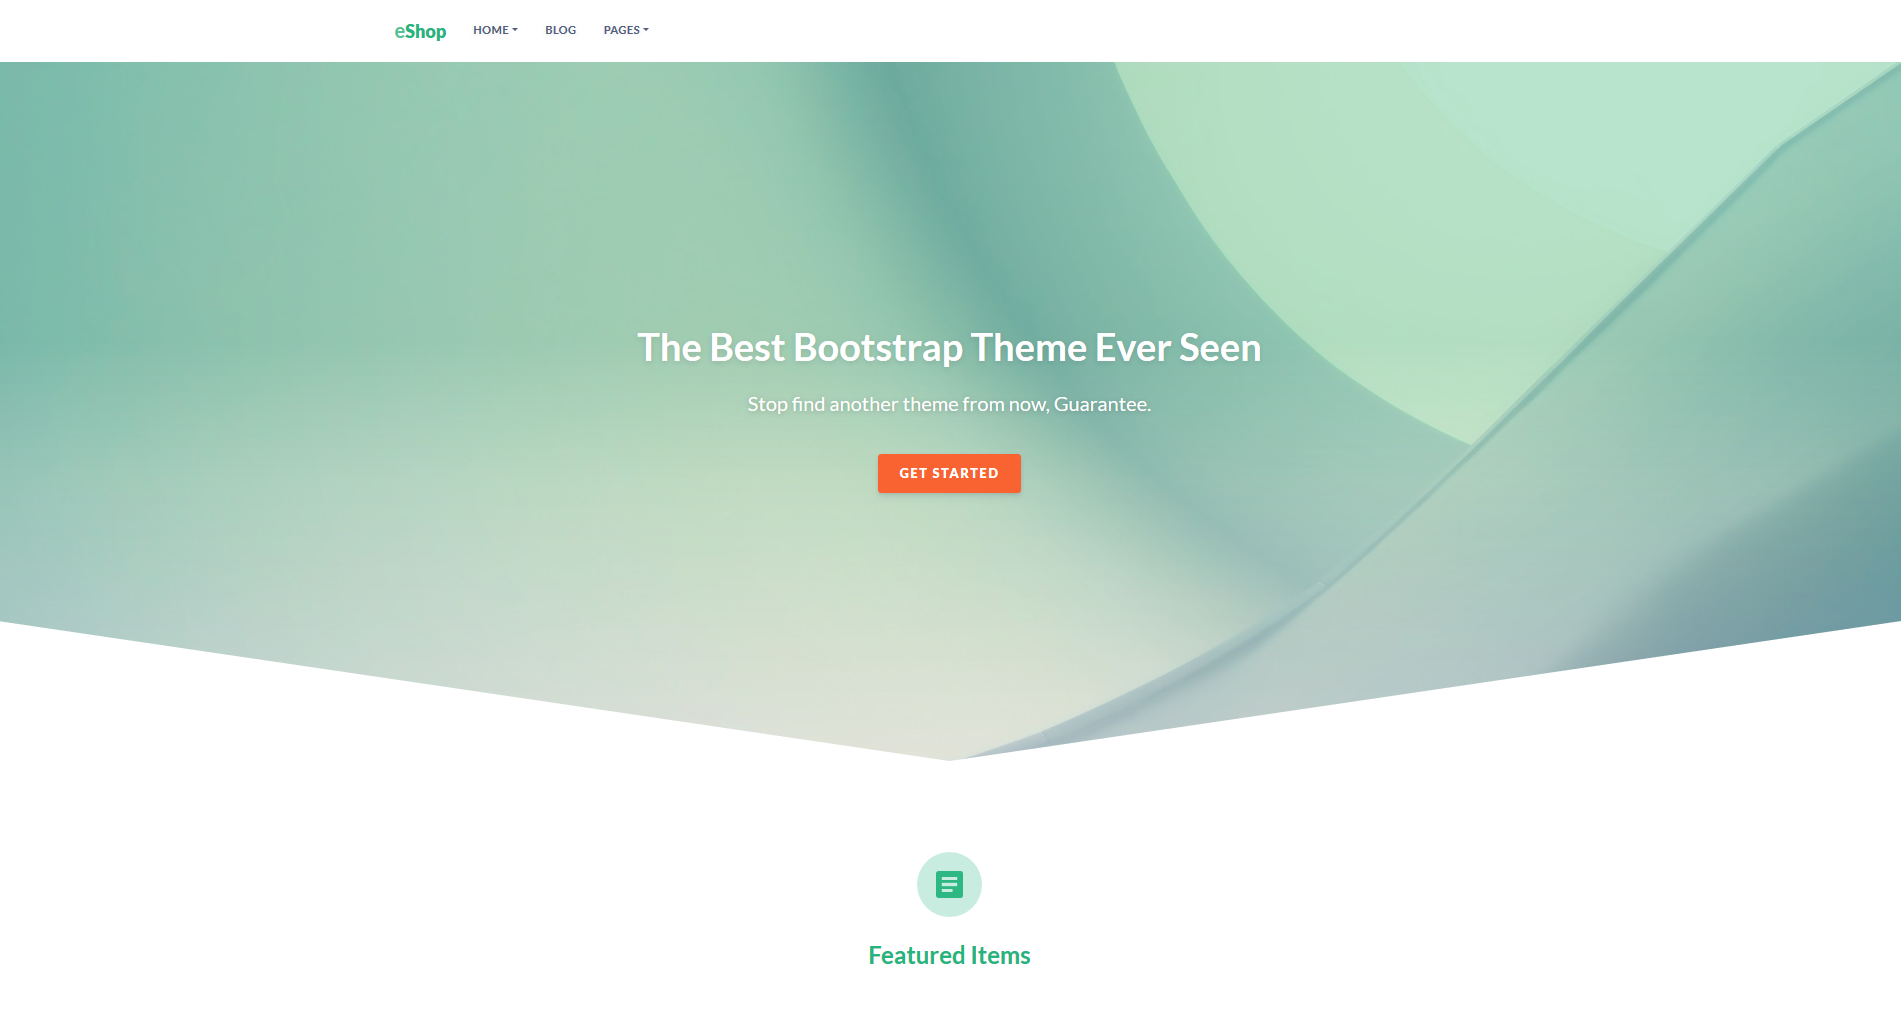 eShop HOME BLOG PAGES
The Best Bootstrap Theme Ever Seen
Stop find another theme from now, Guarantee.
GET STARTED
Featured Items